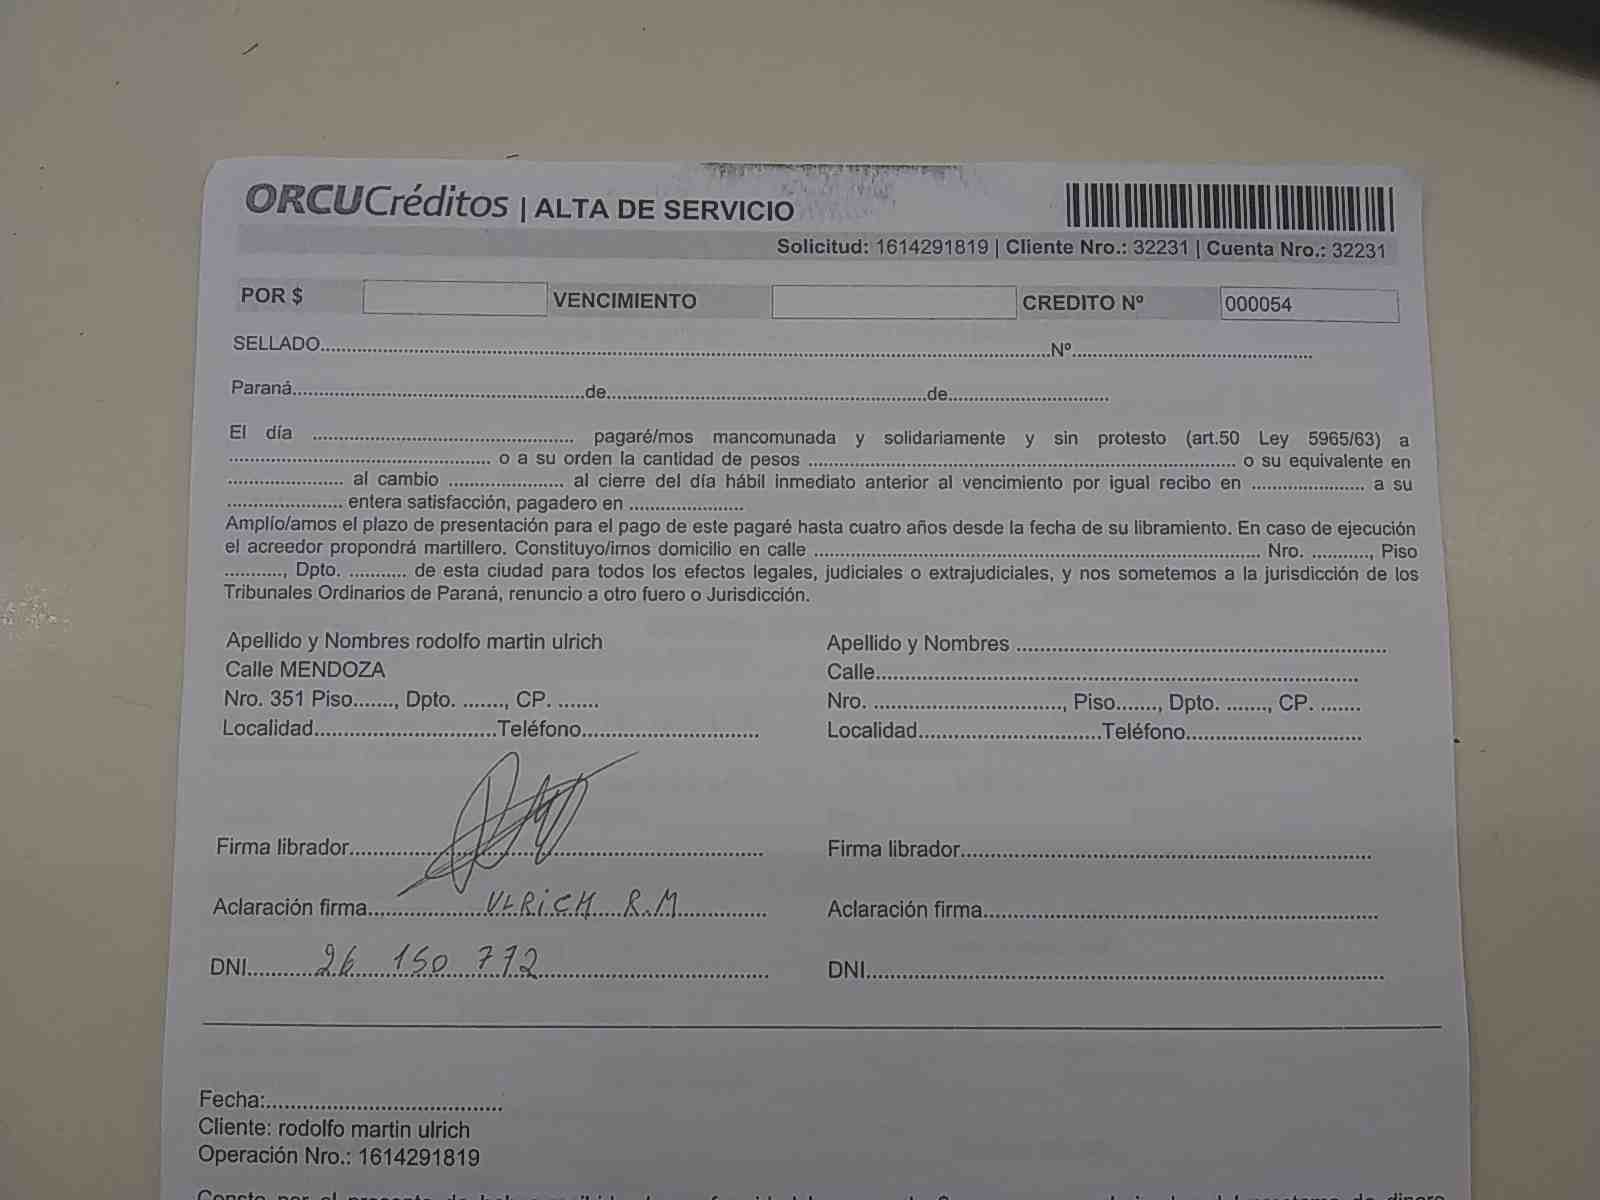 ORCUCréditos | ALTA DE SERVICIO
Solicitud: 1614291819 | Cliente Nro.: 32231 | Cuenta Nro.: 32231
POR $ VENCIMIENTO CREDITO Nº 000054
SELLADO....................Nº....................
Paraná....................de....................de....................
El día .................... pagaré/mos mancomunada y solidariamente y sin protesto (art.50 Ley 5965/63) a
.................... o a su orden la cantidad de pesos .................... o su equivalente en
.................... al cambio .................... al cierre del día hábil inmediato anterior al vencimiento por igual recibo en .................... a su
.................... entera satisfacción, pagadero en ....................
Amplío/amos el plazo de presentación para el pago de este pagaré hasta cuatro años desde la fecha de su libramiento. En caso de ejecución
el acreedor propondrá martillero. Constituyo/imos domicilio en calle .................... Nro. ..........., Piso
..........., Dpto. ........... de esta ciudad para todos los efectos legales, judiciales o extrajudiciales, y nos sometemos a la jurisdicción de los
Tribunales Ordinarios de Paraná, renuncio a otro fuero o Jurisdicción.
Apellido y Nombres rodolfo martin ulrich
Calle MENDOZA
Nro. 351 Piso......., Dpto. ......., CP. .......
Localidad....................Teléfono....................
Firma librador....................
Aclaración firma....................ULRICH R.M
DNI..........26 150 772
Apellido y Nombres ....................
Calle....................
Nro. ...................., Piso......., Dpto. ......., CP. .......
Localidad....................Teléfono....................
Firma librador....................
Aclaración firma....................
DNI....................
Fecha:....................
Cliente: rodolfo martin ulrich
Operación Nro.: 1614291819